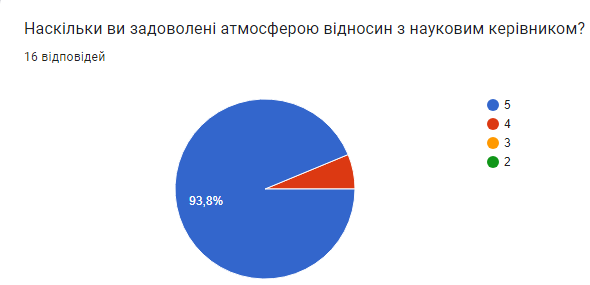 Наскільки ви задоволені атмосферою відносин з науковим керівником?
16 відповідей
5
4
3
2
93,8%